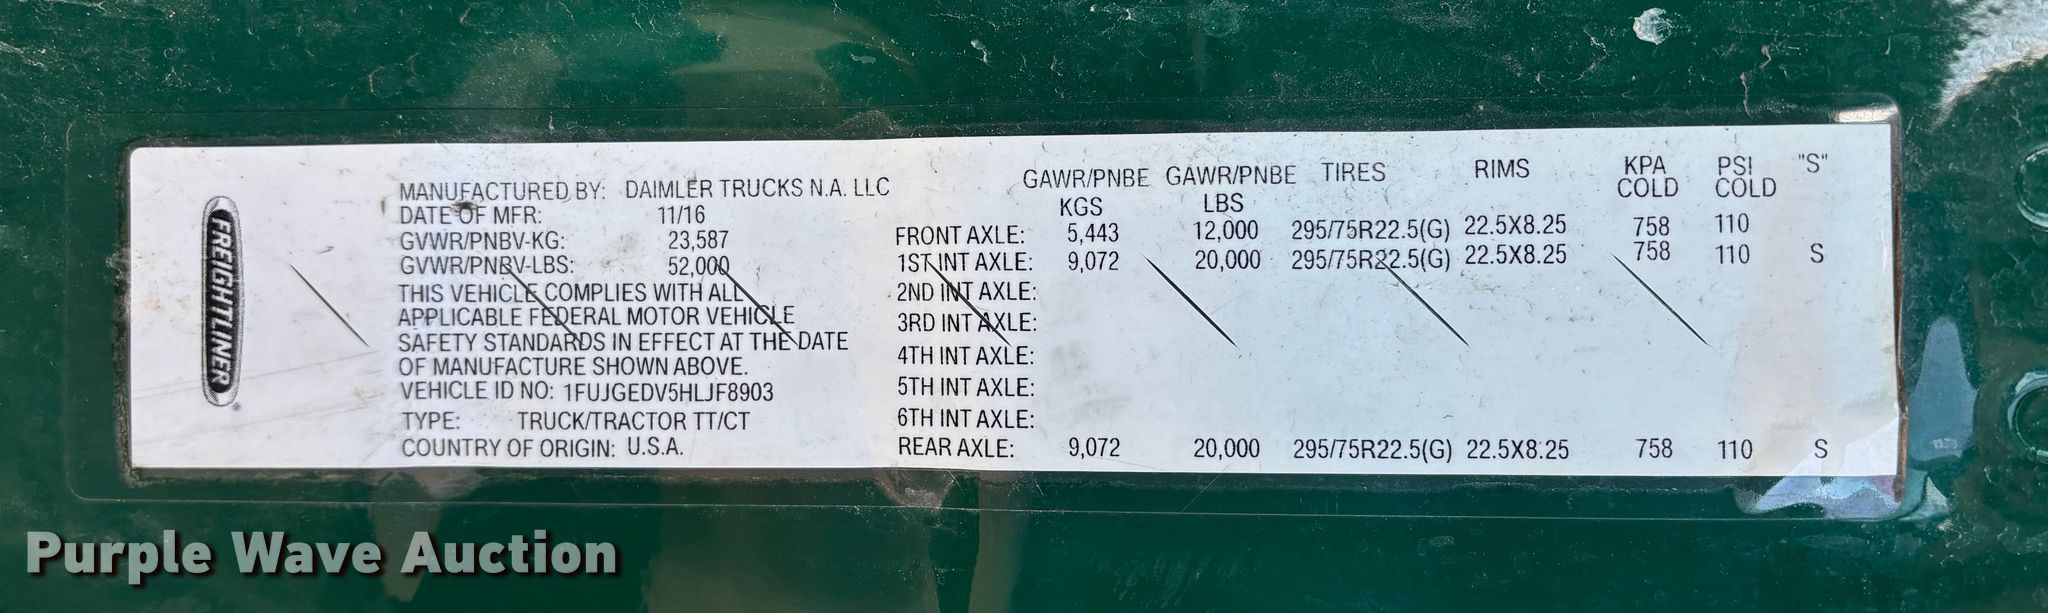 FREIGHTLINER
MANUFACTURED BY: DAIMLER TRUCKS N.A. LLC
DATE OF MFR: 11/16
GVWR/PNBV-KG: 23,587
GVWR/PNBV-LBS: 52,000
THIS VEHICLE COMPLIES WITH ALL
APPLICABLE FEDERAL MOTOR VEHICLE
SAFETY STANDARDS IN EFFECT AT THE DATE
OF MANUFACTURE SHOWN ABOVE.
VEHICLE ID NO: 1FUJGEDV5HLJF8903
TYPE: TRUCK/TRACTOR TT/CT
COUNTRY OF ORIGIN: U.S.A.
GAWR/PNBE GAWR/PNBE TIRES RIMS KPA PSI "S"
KGS LBS COLD COLD
FRONT AXLE: 5,443 12,000 295/75R22.5(G) 22.5X8.25 758 110
1ST INT AXLE: 9,072 20,000 295/75R22.5(G) 22.5X8.25 758 110 S
2ND INT AXLE:
3RD INT AXLE:
4TH INT AXLE:
5TH INT AXLE:
6TH INT AXLE:
REAR AXLE: 9,072 20,000 295/75R22.5(G) 22.5X8.25 758 110 S
Purple Wave Auction